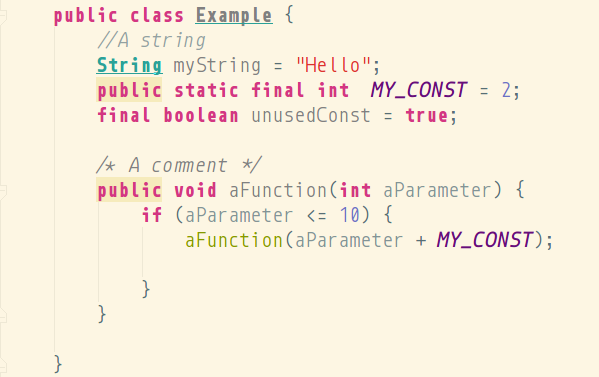 public class Example {
//A string
String myString = "Hello";
public static final int  MY_CONST = 2;
final boolean unusedConst = true;
/* A comment */
public void aFunction(int aParameter) {
if (aParameter <= 10) {
aFunction(aParameter + MY_CONST);
}
}
}